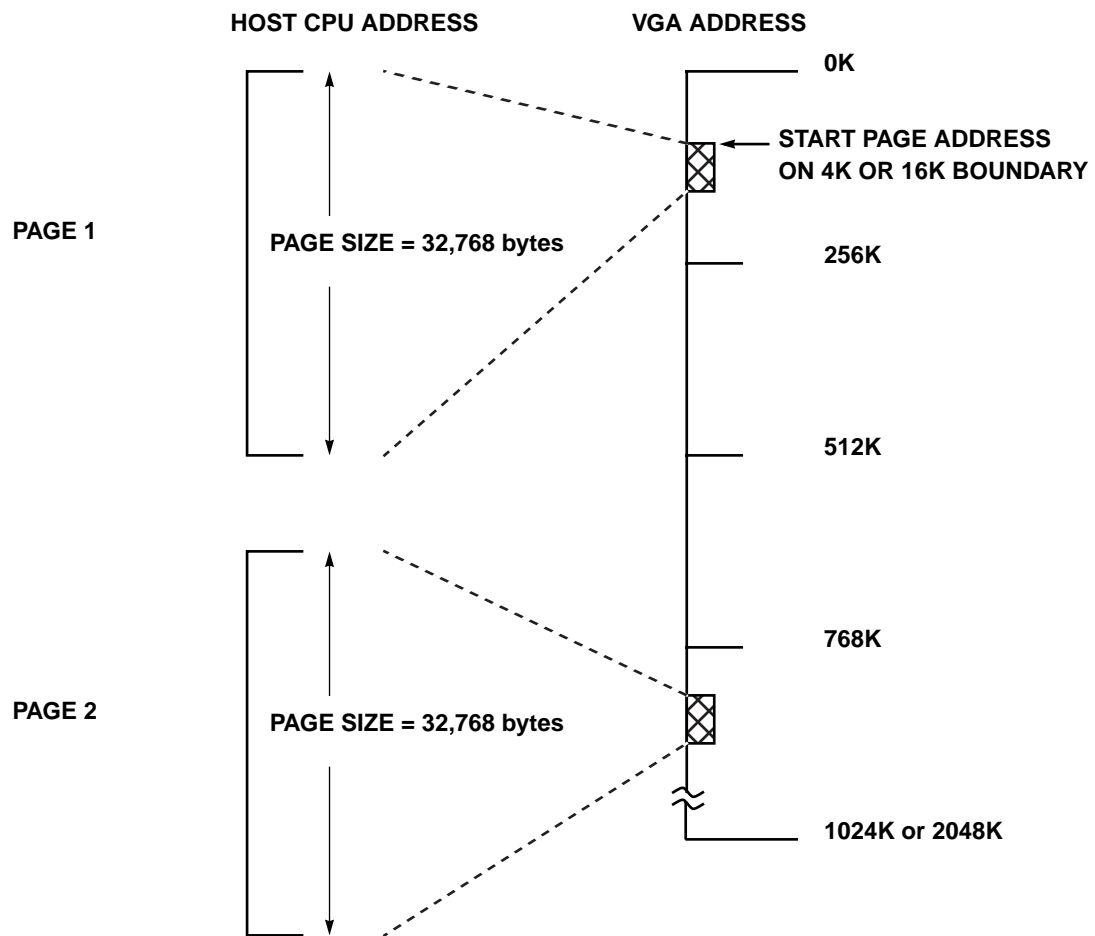 HOST CPU ADDRESS
VGA ADDRESS
0K
START PAGE ADDRESS
ON 4K OR 16K BOUNDARY
PAGE 1
PAGE SIZE = 32,768 bytes
256K
512K
768K
PAGE 2
PAGE SIZE = 32,768 bytes
1024K or 2048K